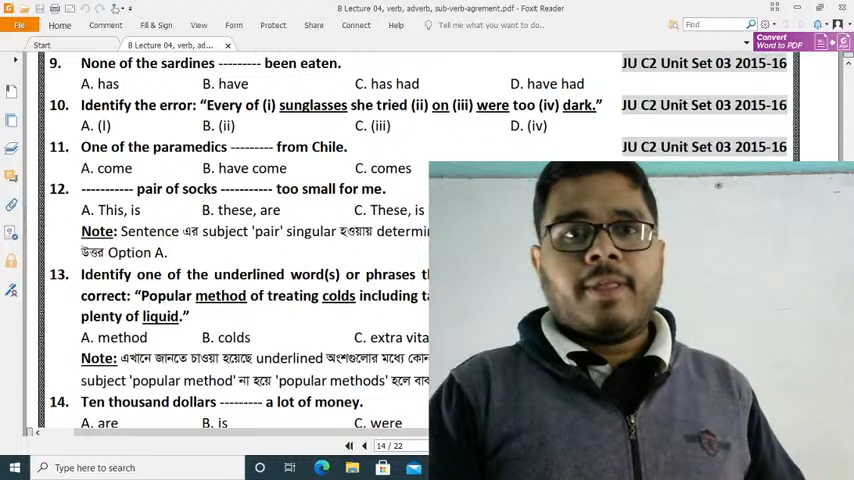 B Lecture 04, verb, adverb, sub-verb-agrement.pdf - Foxit Reader
File Home Comment Fill & Sign View Form Protect Share Connect Help Tell me what you want to do.. Find
Start B Lecture 04, verb, ad... Convert
Word to PDF
9. None of the sardines --------- been eaten. JU C2 Unit Set 03 2015-16
A. has B. have C. has had D. have had
10. Identify the error: “Every of (i) sunglasses she tried (ii) on (iii) were too (iv) dark.” JU C2 Unit Set 03 2015-16
A. (I) B. (ii) C. (iii) D. (iv)
11. One of the paramedics --------- from Chile. JU C2 Unit Set 03 2015-16
A. come B. have come C. comes
12. ----------- pair of socks ----------- too small for me.
A. This, is B. these, are C. These, is
Note: Sentence এর subject 'pair' singular হওয়ায় determin
উত্তর Option A.
13. Identify one of the underlined word(s) or phrases th
correct: “Popular method of treating colds including ta
plenty of liquid.”
A. method B. colds C. extra vita
Note: এখানে জানতে চাওয়া হয়েছে underlined অংশগুলোর মধ্যে কোন
subject 'popular method' না হয়ে 'popular methods' হলে বাক
14. Ten thousand dollars --------- a lot of money.
A. are B. is C. were
14 / 22
Type here to search